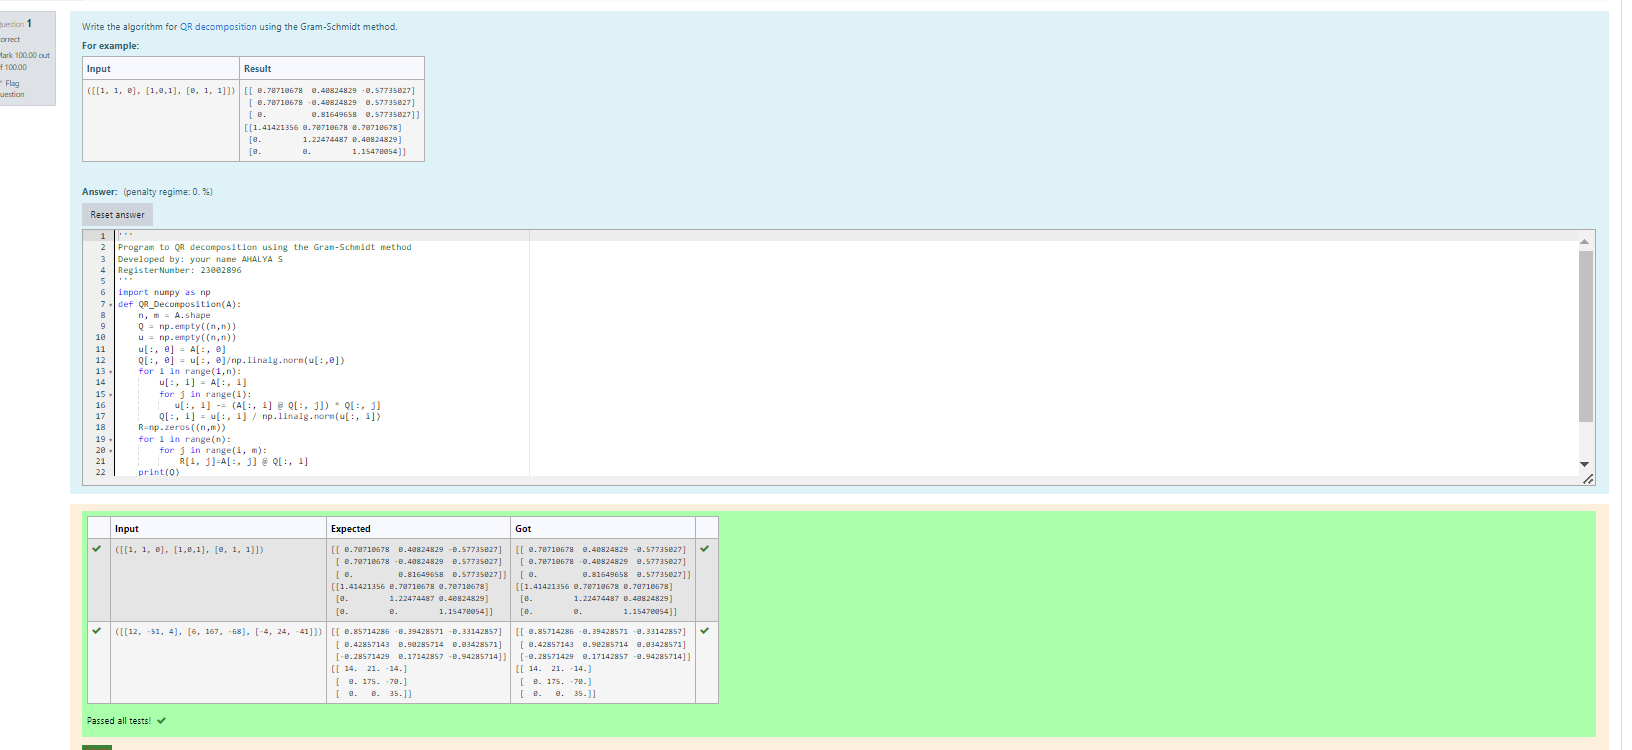 uestion 1
orrect
Mark 100.00 out
f 100.00
Flag
uestion
Write the algorithm for QR decomposition using the Gram-Schmidt method.
For example:
Input Result
([[1, 1, 0], [1,0,1], [0, 1, 1]]) [[ 0.70710678 0.40824829 -0.57735027]
[ 0.70710678 -0.40824829 0.57735027]
[ 0. 0.81649658 0.57735027]]
[[1.41421356 0.70710678 0.70710678]
[0. 1.22474487 0.40824829]
[0. 0. 1.15470054]]
Answer: (penalty regime: 0. %)
Reset answer
1 '''
2 Program to QR decomposition using the Gram-Schmidt method
3 Developed by: your name AHALYA S
4 RegisterNumber: 23002896
5 '''
6 import numpy as np
7 def QR_Decomposition(A):
8 n, m = A.shape
9 Q = np.empty((n,n))
10 u = np.empty((n,n))
11 u[:, 0] = A[:, 0]
12 Q[:, 0] = u[:, 0]/np.linalg.norm(u[:,0])
13 for i in range(1,n):
14 u[:, i] = A[:, i]
15 for j in range(i):
16 u[:, i] -= (A[:, i] @ Q[:, j]) * Q[:, j]
17 Q[:, i] = u[:, i] / np.linalg.norm(u[:, i])
18 R=np.zeros((n,m))
19 for i in range(n):
20 for j in range(i, m):
21 R[i, j]=A[:, j] @ Q[:, i]
22 print(Q)
Input Expected Got
([[1, 1, 0], [1,0,1], [0, 1, 1]]) [[ 0.70710678 0.40824829 -0.57735027] [[ 0.70710678 0.40824829 -0.57735027]
[ 0.70710678 -0.40824829 0.57735027] [ 0.70710678 -0.40824829 0.57735027]
[ 0. 0.81649658 0.57735027]] [ 0. 0.81649658 0.57735027]]
[[1.41421356 0.70710678 0.70710678] [[1.41421356 0.70710678 0.70710678]
[0. 1.22474487 0.40824829] [0. 1.22474487 0.40824829]
[0. 0. 1.15470054]] [0. 0. 1.15470054]]
([[12, -51, 4], [6, 167, -68], [-4, 24, -41]]) [[ 0.85714286 -0.39428571 -0.33142857] [[ 0.85714286 -0.39428571 -0.33142857]
[ 0.42857143 0.90285714 0.03428571] [ 0.42857143 0.90285714 0.03428571]
[-0.28571429 0.17142857 -0.94285714]] [-0.28571429 0.17142857 -0.94285714]]
[[ 14. 21. -14.] [[ 14. 21. -14.]
[ 0. 175. -70.] [ 0. 175. -70.]
[ 0. 0. 35.]] [ 0. 0. 35.]]
Passed all tests!